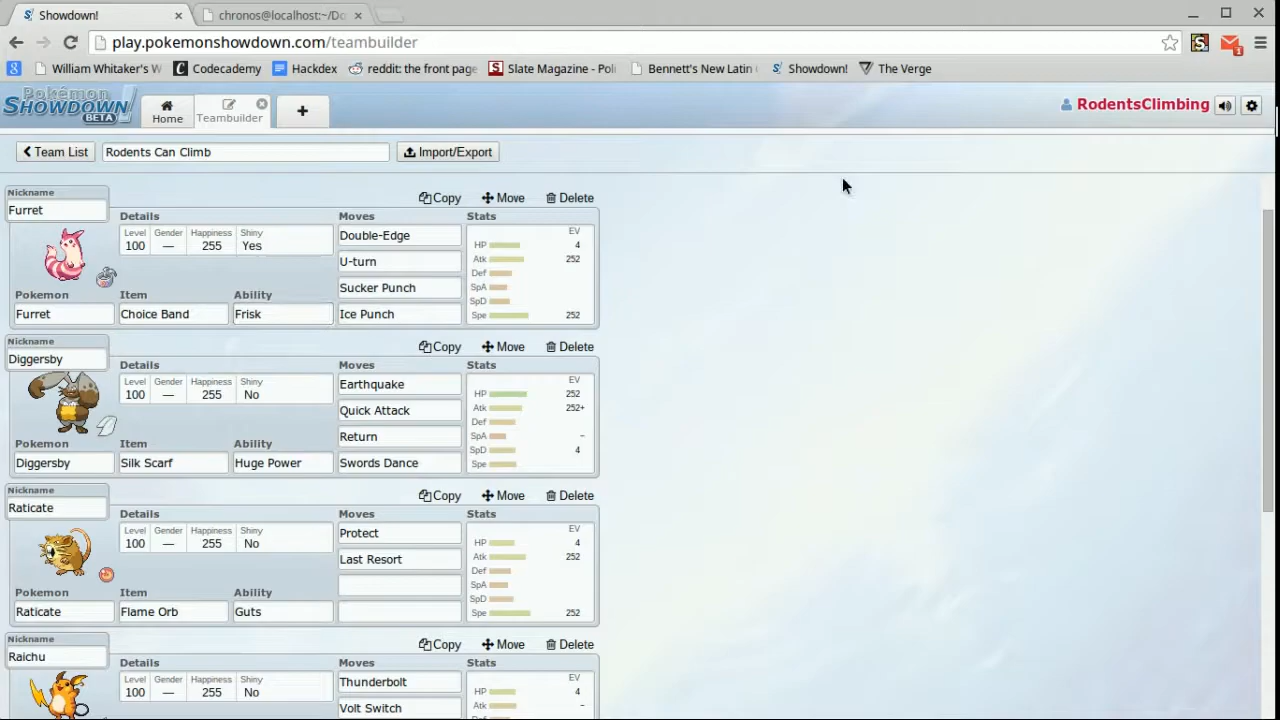 Showdown!
chronos@localhost:~/Do
play.pokemonshowdown.com/teambuilder
1
William Whitaker's W
Codecademy
Hackdex
reddit: the front page
Slate Magazine - Poli
Bennett's New Latin
Showdown!
The Verge
Pokémon
SHOWDOWN!
BETA
Home
Teambuilder
+
RodentsClimbing
Team List
Rodents Can Climb
Import/Export
Nickname
Furret
Copy Move Delete
Details Moves Stats
Level Gender Happiness Shiny
100 — 255 Yes
Double-Edge
U-turn
Sucker Punch
Ice Punch
EV
HP 4
Atk 252
Def
SpA
SpD
Spe 252
Pokemon Item Ability
Furret Choice Band Frisk
Nickname
Diggersby
Copy Move Delete
Details Moves Stats
Level Gender Happiness Shiny
100 — 255 No
Earthquake
Quick Attack
Return
Swords Dance
EV
HP 252
Atk 252+
Def
SpA –
SpD 4
Spe
Pokemon Item Ability
Diggersby Silk Scarf Huge Power
Nickname
Raticate
Copy Move Delete
Details Moves Stats
Level Gender Happiness Shiny
100 — 255 No
Protect
Last Resort
EV
HP 4
Atk 252
Def
SpA
SpD
Spe 252
Pokemon Item Ability
Raticate Flame Orb Guts
Nickname
Raichu
Copy Move Delete
Details Moves Stats
Level Gender Happiness Shiny
100 — 255 No
Thunderbolt
Volt Switch
EV
HP 4
Atk –